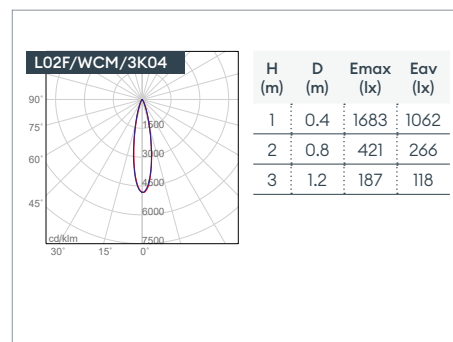 L02F/WCM/3K04
90°
75°
60°
45°
30° 15° 0°
1500
3000
4500
6000
7500
cd/klm
H D Emax Eav
(m) (m) (lx) (lx)
1 0.4 1683 1062
2 0.8 421 266
3 1.2 187 118